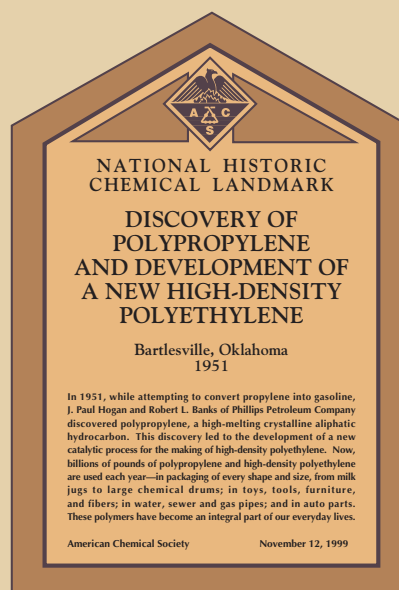 A C
S
NATIONAL HISTORIC
CHEMICAL LANDMARK
DISCOVERY OF
POLYPROPYLENE
AND DEVELOPMENT OF
A NEW HIGH-DENSITY
POLYETHYLENE
Bartlesville, Oklahoma
1951
In 1951, while attempting to convert propylene into gasoline,
J. Paul Hogan and Robert L. Banks of Phillips Petroleum Company
discovered polypropylene, a high-melting crystalline aliphatic
hydrocarbon. This discovery led to the development of a new
catalytic process for the making of high-density polyethylene. Now,
billions of pounds of polypropylene and high-density polyethylene
are used each year—in packaging of every shape and size, from milk
jugs to large chemical drums; in toys, tools, furniture,
and fibers; in water, sewer and gas pipes; and in auto parts.
These polymers have become an integral part of our everyday lives.
American Chemical Society November 12, 1999